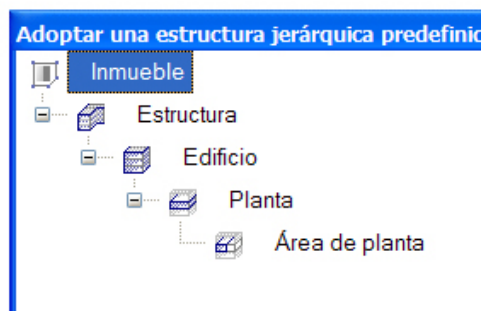 Adoptar una estructura jerárquica predefinic
Inmueble
Estructura
Edificio
Planta
Área de planta